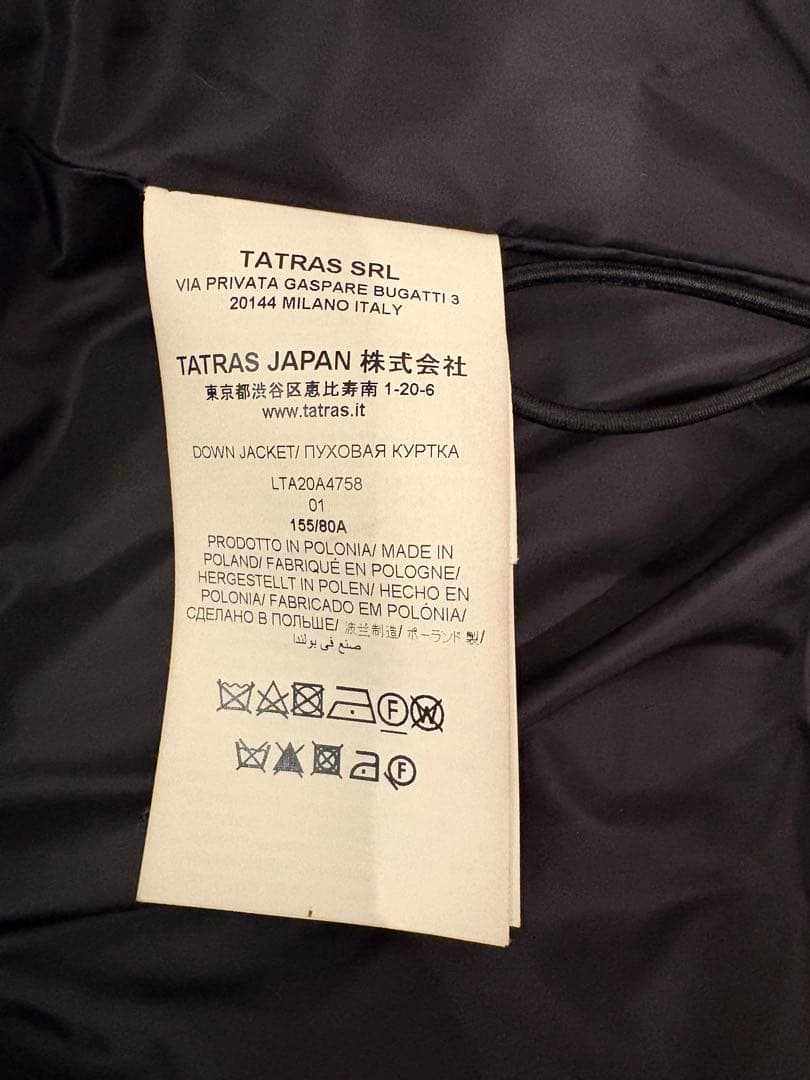 TATRAS SRL
VIA PRIVATA GASPARE BUGATTI 3
20144 MILANO ITALY
TATRAS JAPAN 株式会社
東京都渋谷区恵比寿南 1-20-6
www.tatras.it
DOWN JACKET/ ПУХОВАЯ КУРТКА
LTA20A4758
01
155/80A
PRODOTTO IN POLONIA/ MADE IN
POLAND/ FABRIQUÉ EN POLOGNE/
HERGESTELLT IN POLEN/ HECHO EN
POLONIA/ FABRICADO EM POLÓNIA/
СДЕЛАНО В ПОЛЬШЕ/ 波兰制造/ ポーランド製/
صنع في بولندا
F W
F